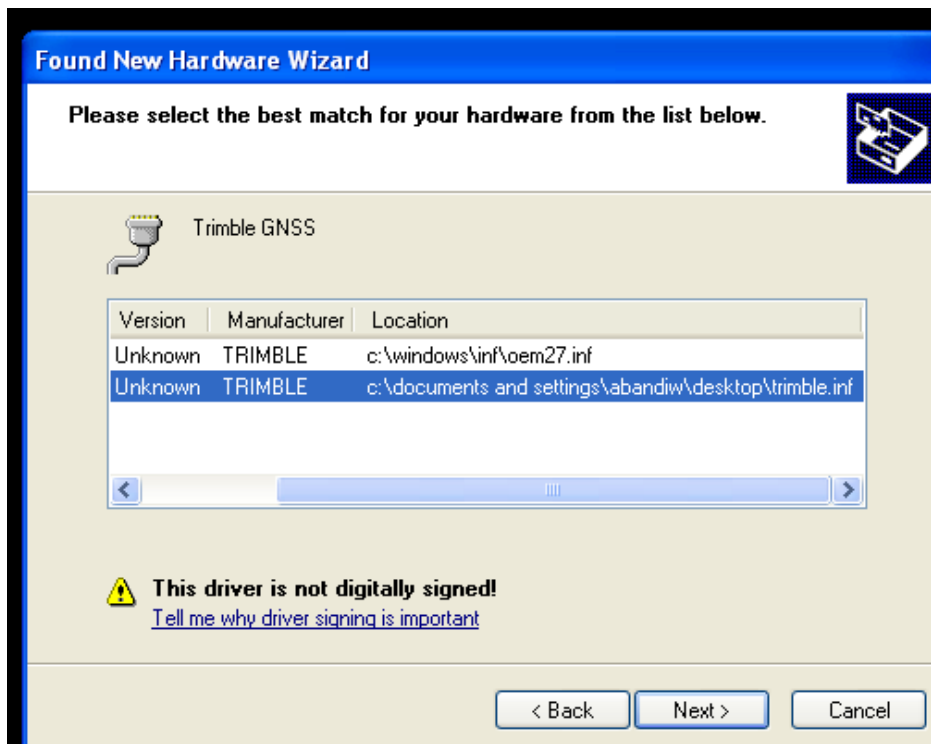 Found New Hardware Wizard
Please select the best match for your hardware from the list below.
Trimble GNSS
Version Manufacturer Location
Unknown TRIMBLE c:\windows\inf\oem27.inf
Unknown TRIMBLE c:\documents and settings\abandiw\desktop\trimble.inf
This driver is not digitally signed!
Tell me why driver signing is important
< Back Next > Cancel